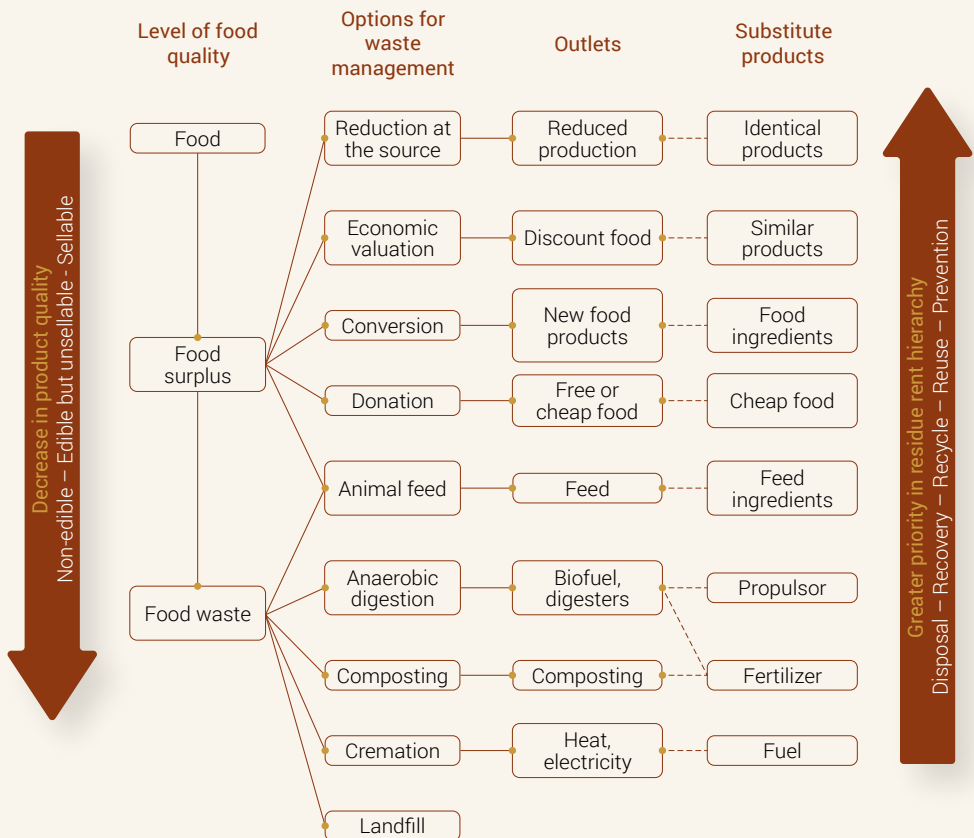 Level of food
quality
Options for
waste
management
Outlets
Substitute
products
Decrease in product quality
Non-edible – Edible but unsellable - Sellable
Food
Food
surplus
Food waste
Reduction at
the source
Reduced
production
Identical
products
Economic
valuation
Discount food
Similar
products
Conversion
New food
products
Food
ingredients
Donation
Free or
cheap food
Cheap food
Animal feed
Feed
Feed
ingredients
Anaerobic
digestion
Biofuel,
digesters
Propulsor
Composting
Composting
Fertilizer
Cremation
Heat,
electricity
Fuel
Landfill
Greater priority in residue rent hierarchy
Disposal – Recovery – Recycle – Reuse – Prevention